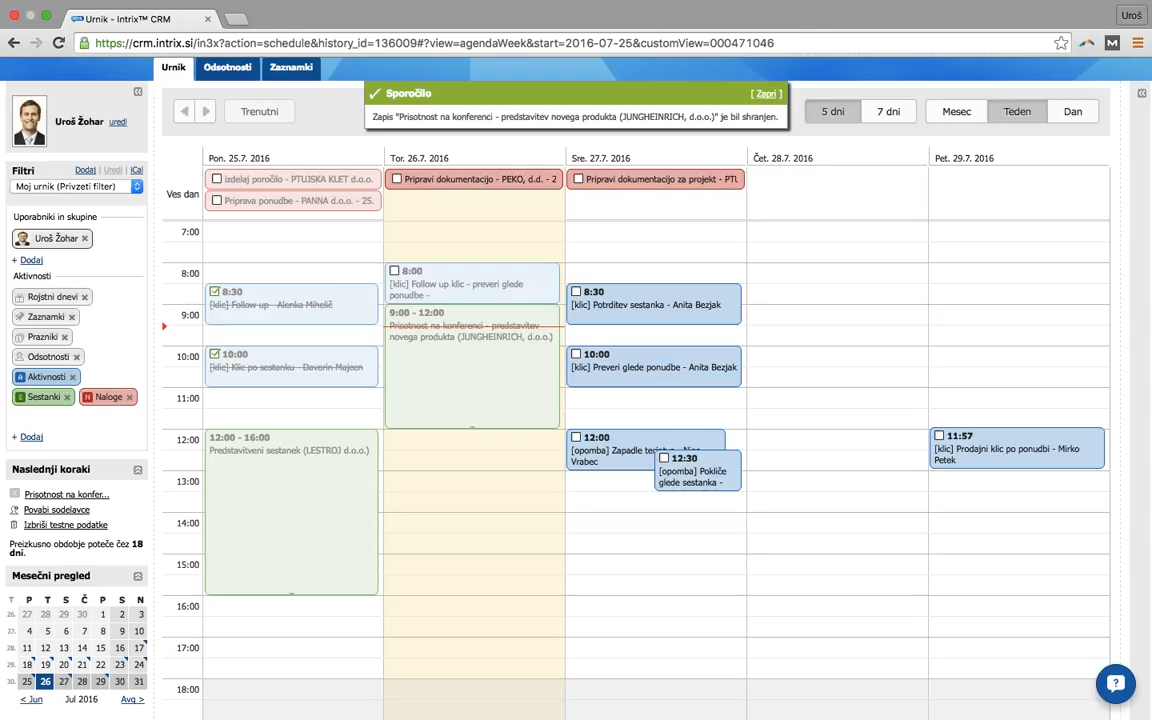 Urnik - Intrix™ CRM
Uroš
https://crm.intrix.si/in3x?action=schedule&history_id=136009#?view=agendaWeek&start=2016-07-25&customView=000471046
Urnik
Odsotnosti
Zaznamki
Uroš Žohar uredi
Filtri
Dodaj | Uredi | iCal
Moj urnik (Privzeti filter)
Uporabniki in skupine
Uroš Žohar
+ Dodaj
Aktivnosti
Rojstni dnevi
Zaznamki
Prazniki
Odsotnosti
Aktivnosti
Sestanki
Naloge
+ Dodaj
Naslednji koraki
Prisotnost na konfer...
Povabi sodelavce
Izbriši testne podatke
Preizkusno obdobje poteče čez 18
dni.
Mesečni pregled
T P T S Č P S N
26. 27 28 29 30 1 2 3
27. 4 5 6 7 8 9 10
28. 11 12 13 14 15 16 17
29. 18 19 20 21 22 23 24
30. 25 26 27 28 29 30 31
< Jun Jul 2016 Avg >
Trenutni
Sporočilo
[ Zapri ]
Zapis "Prisotnost na konferenci - predstavitev novega produkta (JUNGHEINRICH, d.o.o.)" je bil shranjen.
5 dni
7 dni
Mesec
Teden
Dan
Pon. 25.7. 2016
Tor. 26.7. 2016
Sre. 27.7. 2016
Čet. 28.7. 2016
Pet. 29.7. 2016
Ves dan
izdelaj poročilo - PTUJSKA KLET d.o.o.
Priprava ponudbe - PANNA d.o.o. - 25.
Pripravi dokumentacijo - PEKO, d.d. - 2
Pripravi dokumentacijo za projekt - PTU
7:00
8:00
9:00
10:00
11:00
12:00
13:00
14:00
15:00
16:00
17:00
18:00
8:30
[klic] Follow up - Alenka Mihelič
10:00
[klic] Klic po sestanku - Davorin Majcen
12:00 - 16:00
Predstavitveni sestanek (LESTROJ d.o.o.)
8:00
[klic] Follow up klic - preveri glede
ponudbe -
9:00 - 12:00
Prisotnost na konferenci - predstavitev
novega produkta (JUNGHEINRICH, d.o.o.)
8:30
[klic] Potrditev sestanka - Anita Bezjak
10:00
[klic] Preveri glede ponudbe - Anita Bezjak
12:00
[opomba] Zapadle
Vrabec
12:30
[opomba] Pokliče
glede sestanka -
11:57
[klic] Prodajni klic po ponudbi - Mirko
Petek